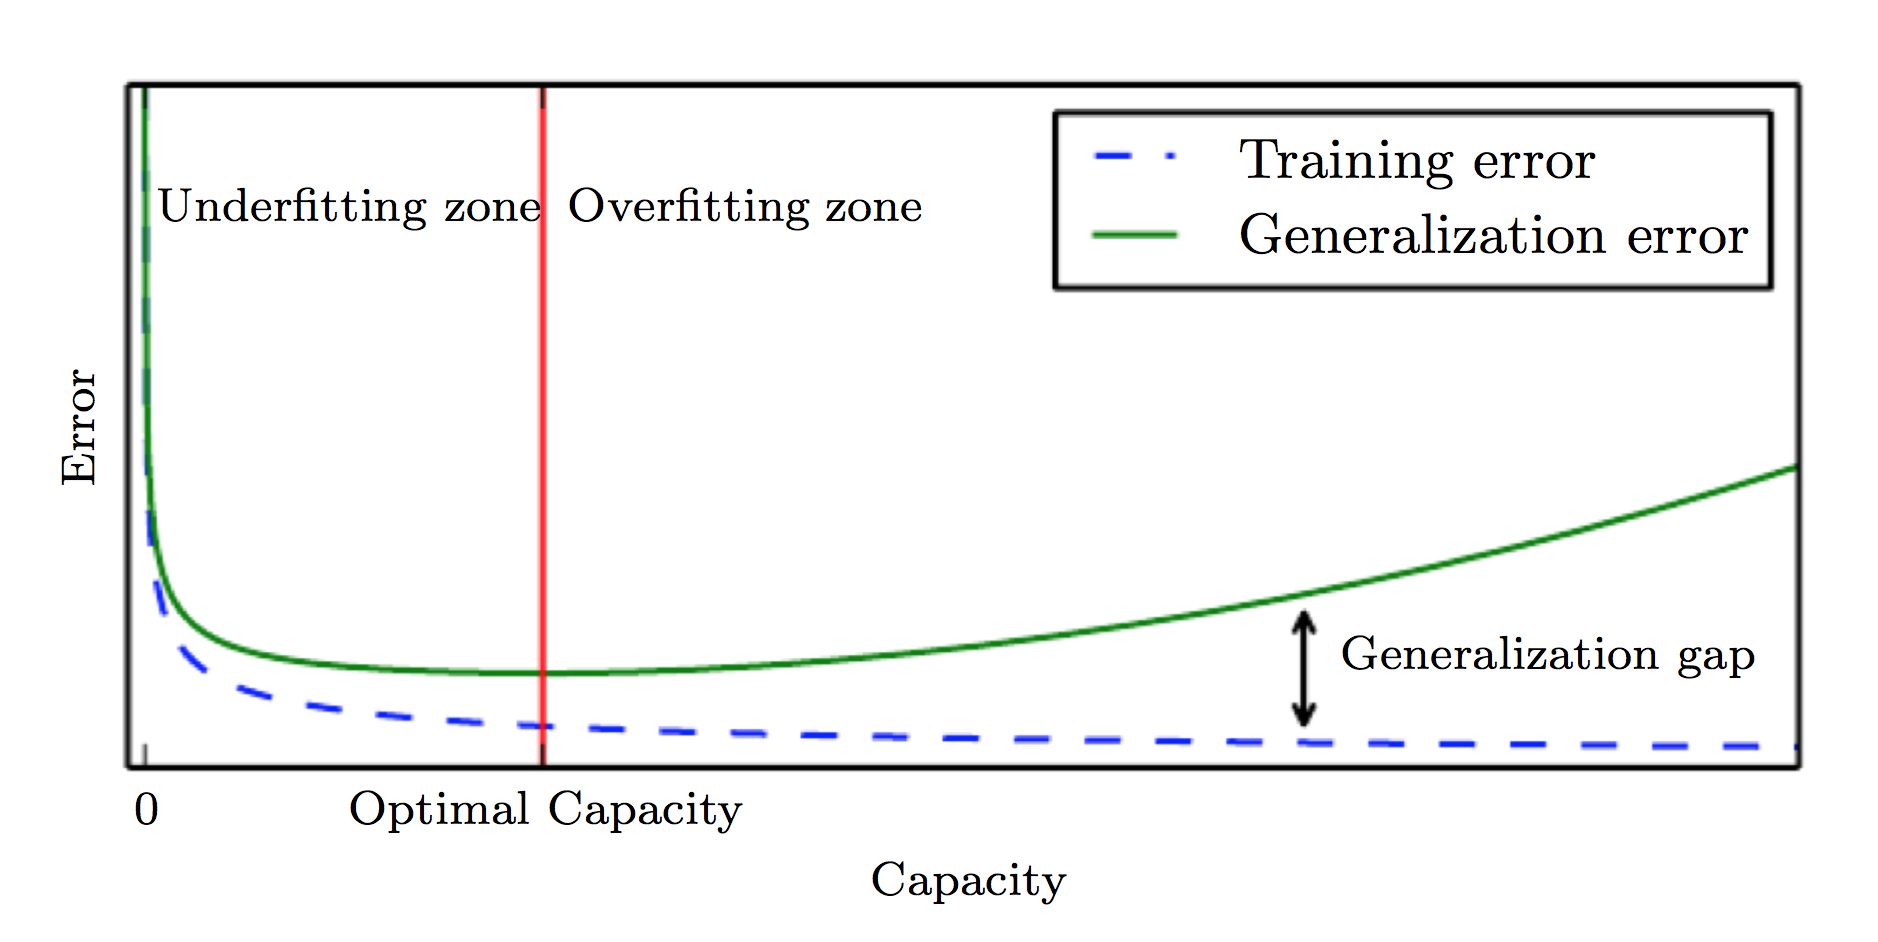 Training error
Generalization error
Underfitting zone
Overfitting zone
Error
Generalization gap
0
Optimal Capacity
Capacity